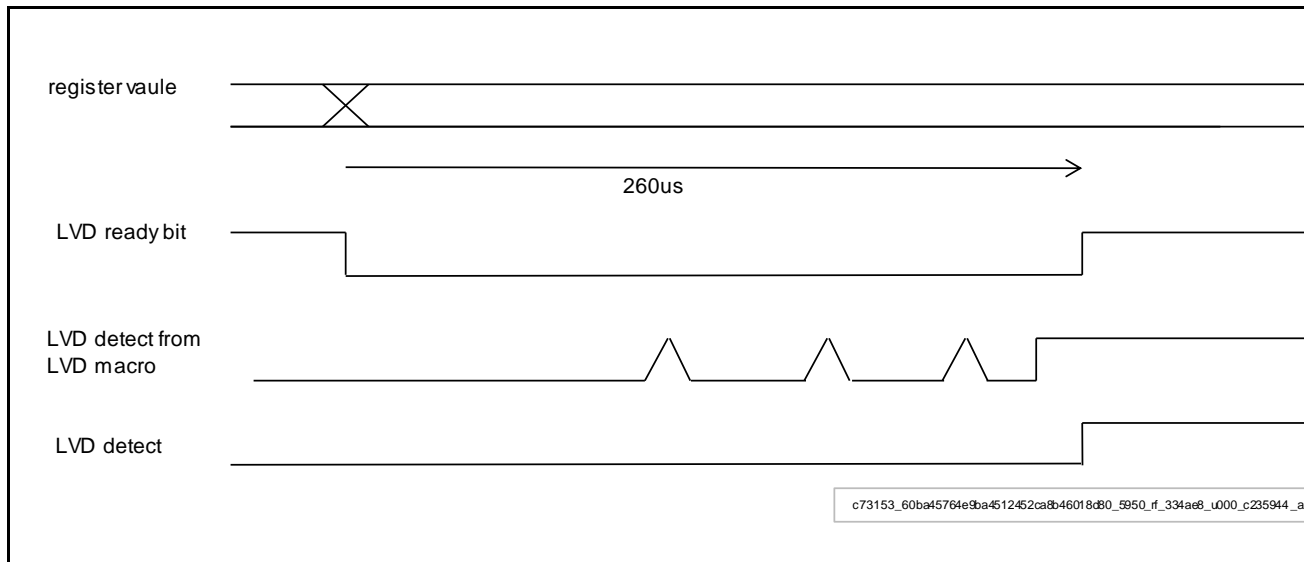 register vaule
260us
LVD ready bit
LVD detect from
LVD macro
LVD detect
c73153_60ba45764e9ba4512452ca8b46018d80_5950_rf_334ae8_u000_c235944_a